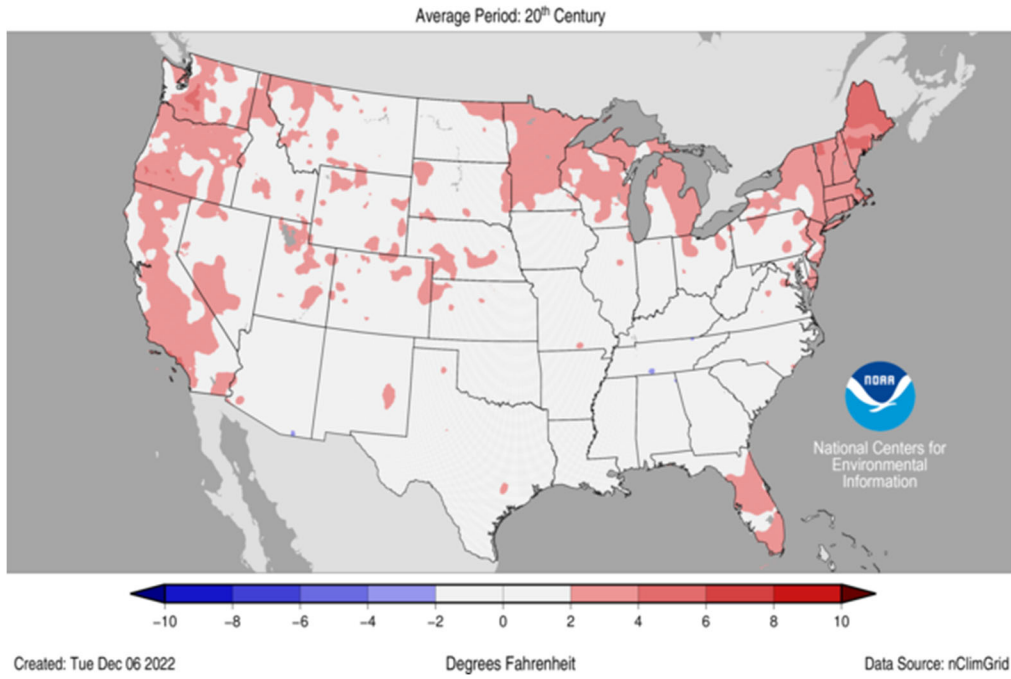 Average Period: 20th Century
NOAA
National Centers for
Environmental
Information
-10 -8 -6 -4 -2 0 2 4 6 8 10
Created: Tue Dec 06 2022 Degrees Fahrenheit Data Source: nClimGrid